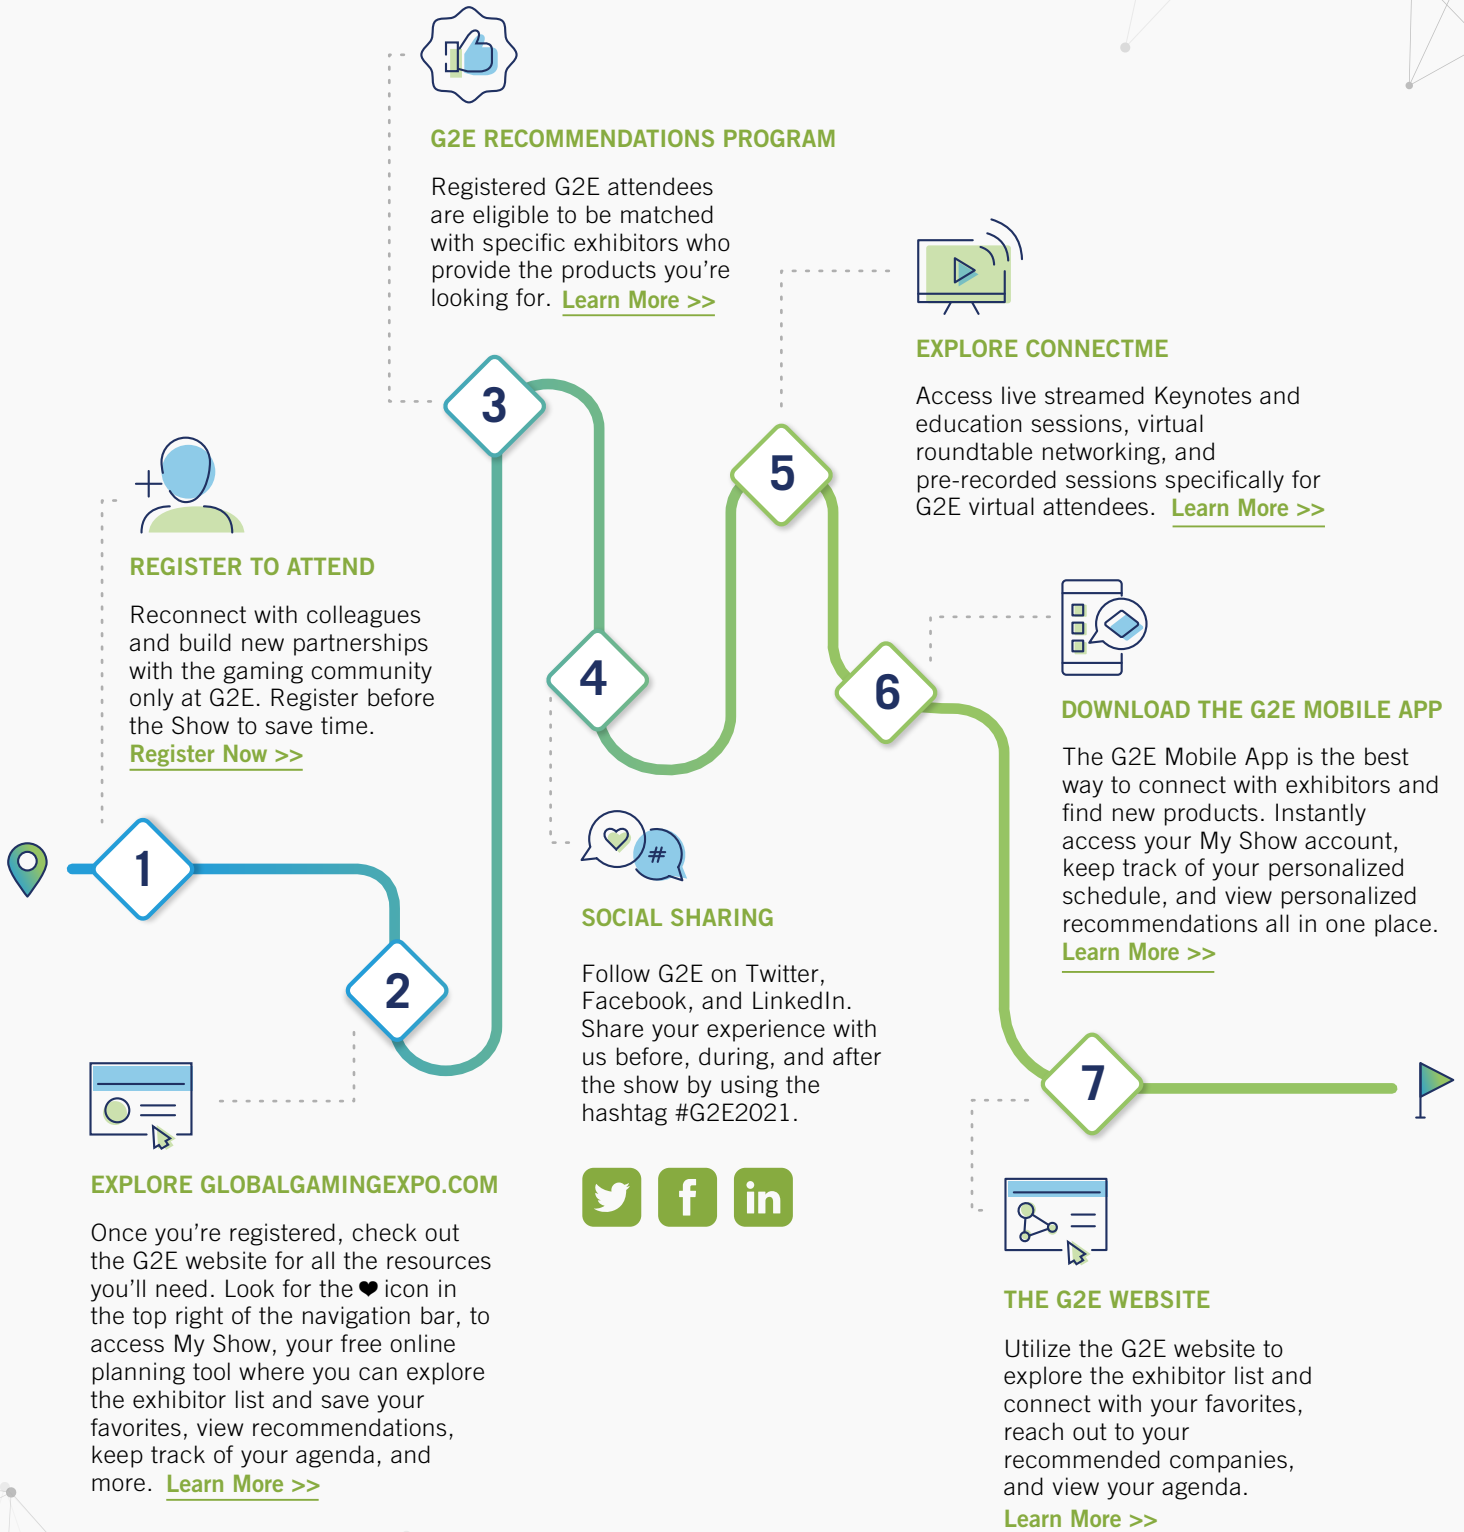 G2E RECOMMENDATIONS PROGRAM
Registered G2E attendees
are eligible to be matched
with specific exhibitors who
provide the products you're
looking for. Learn More >>
EXPLORE CONNECTME
Access live streamed Keynotes and
education sessions, virtual
roundtable networking, and
pre-recorded sessions specifically for
G2E virtual attendees. Learn More >>
3
5
REGISTER TO ATTEND
Reconnect with colleagues
and build new partnerships
with the gaming community
only at G2E. Register before
the Show to save time.
Register Now >>
4
6
DOWNLOAD THE G2E MOBILE APP
The G2E Mobile App is the best
way to connect with exhibitors and
find new products. Instantly
access your My Show account,
keep track of your personalized
schedule, and view personalized
recommendations all in one place.
Learn More >>
1
2
#
SOCIAL SHARING
Follow G2E on Twitter,
Facebook, and LinkedIn.
Share your experience with
us before, during, and after
the show by using the
hashtag #G2E2021.
f
in
7
EXPLORE GLOBALGAMINGEXPO.COM
Once you're registered, check out
the G2E website for all the resources
you'll need. Look for the ♥ icon in
the top right of the navigation bar, to
access My Show, your free online
planning tool where you can explore
the exhibitor list and save your
favorites, view recommendations,
keep track of your agenda, and
more. Learn More >>
THE G2E WEBSITE
Utilize the G2E website to
explore the exhibitor list and
connect with your favorites,
reach out to your
recommended companies,
and view your agenda.
Learn More >>